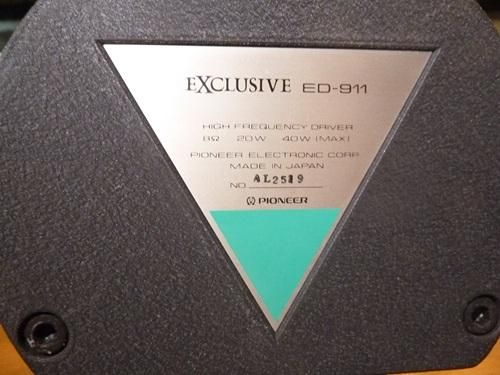 EXCLUSIVE ED-911
HIGH FREQUENCY DRIVER
8Ω 20W 40W (MAX)
PIONEER ELECTRONIC CORP.
MADE IN JAPAN
NO. AL2519
PIONEER